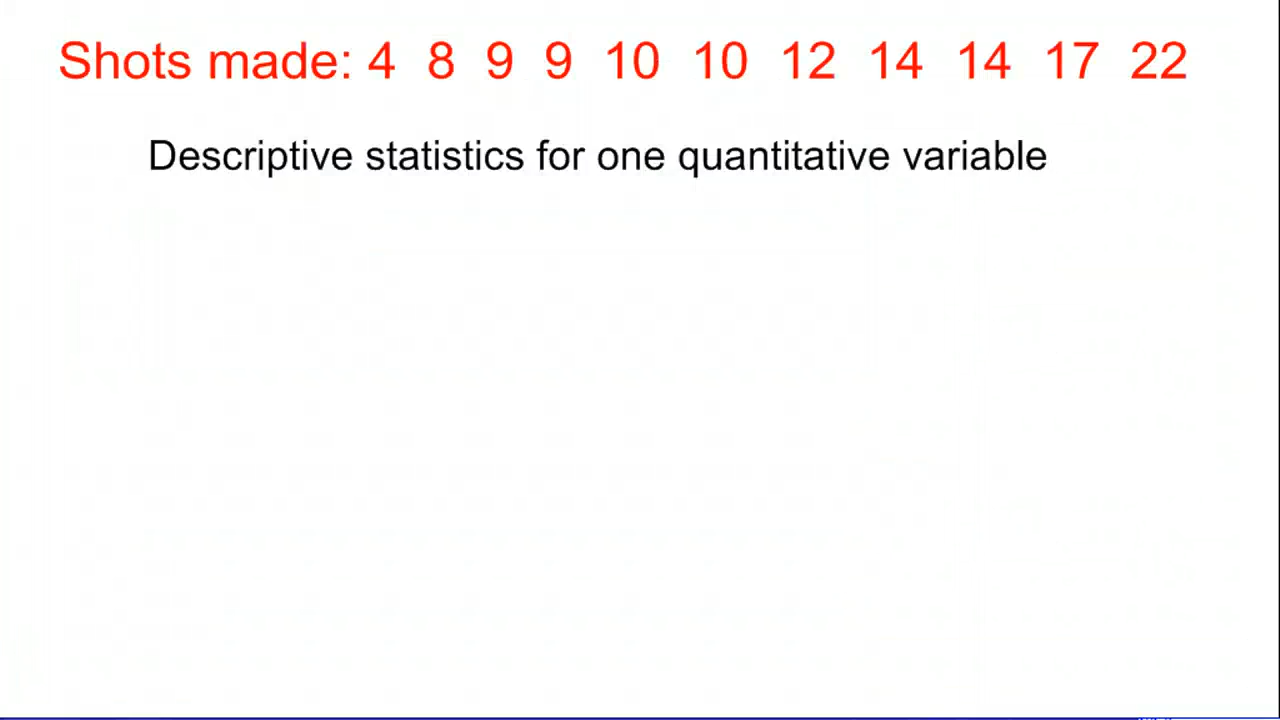 Shots made: 4 8 9 9 10 10 12 14 14 17 22
Descriptive statistics for one quantitative variable